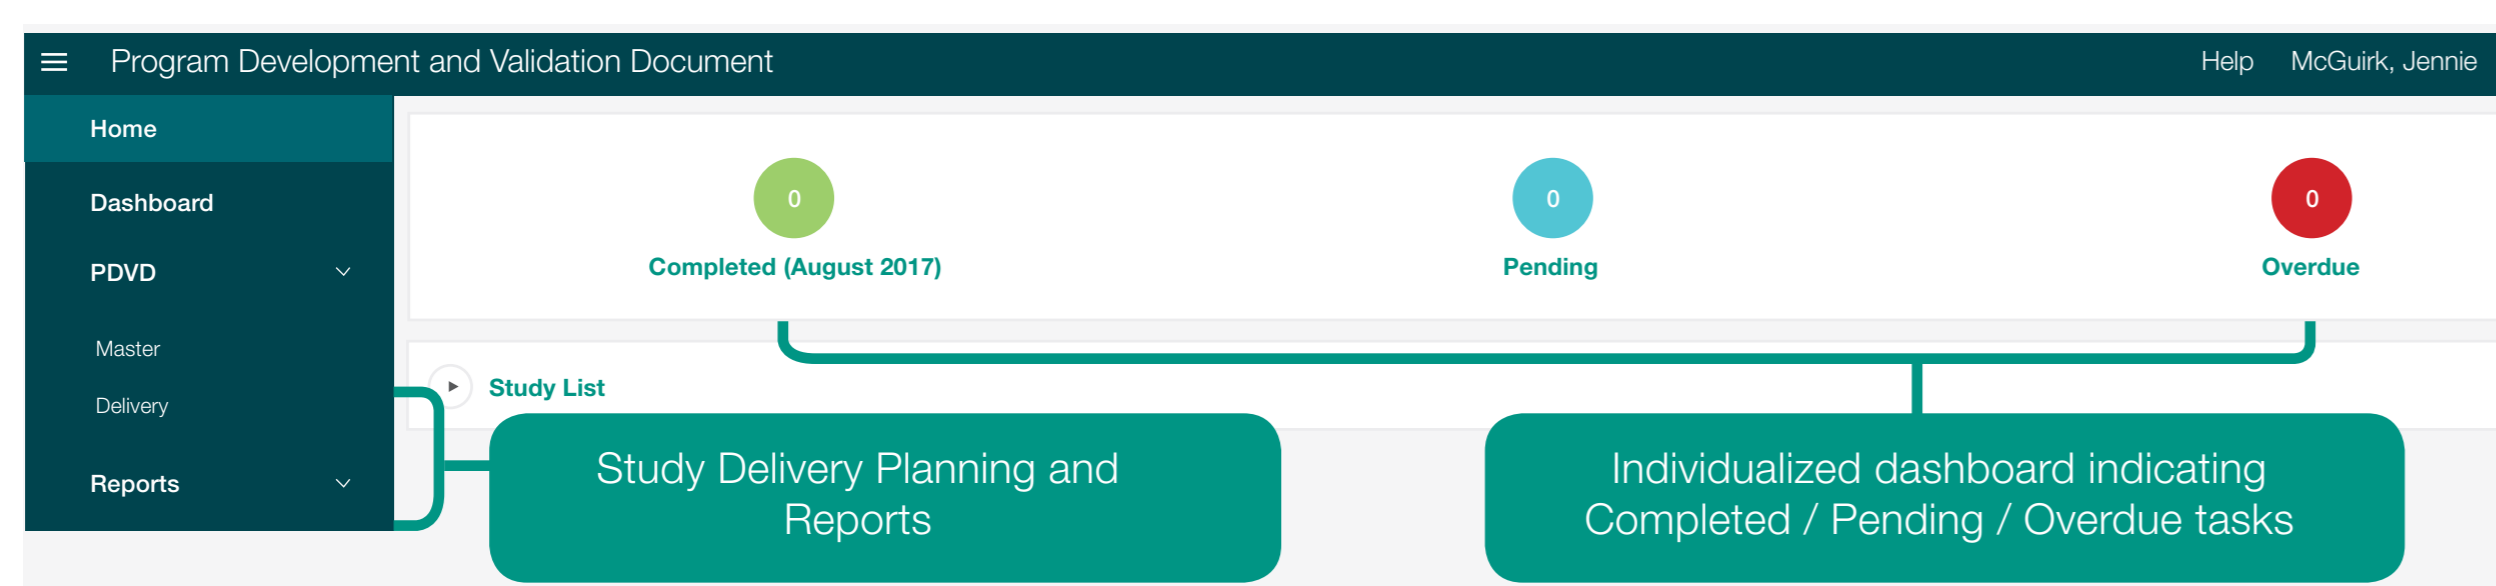 Program Development and Validation Document
Help McGuirk, Jennie
Home
Dashboard
PDVD
Master
Delivery
Reports
0
Completed (August 2017)
0
Pending
0
Overdue
Study List
Study Delivery Planning and
Reports
Individualized dashboard indicating
Completed / Pending / Overdue tasks